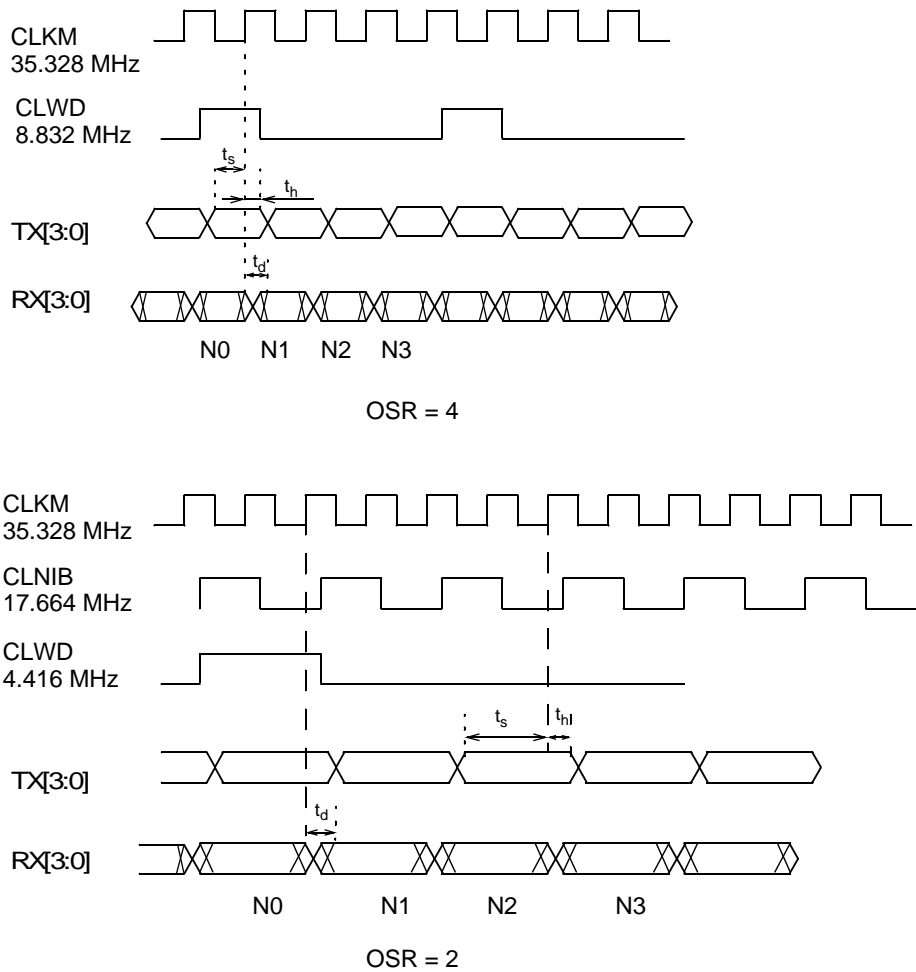 CLKM
35.328 MHz
CLWD
8.832 MHz
ts
th
TX[3:0]
td
RX[3:0]
N0 N1 N2 N3
OSR = 4
CLKM
35.328 MHz
CLNIB
17.664 MHz
CLWD
4.416 MHz
ts th
TX[3:0]
td
RX[3:0]
N0 N1 N2 N3
OSR = 2